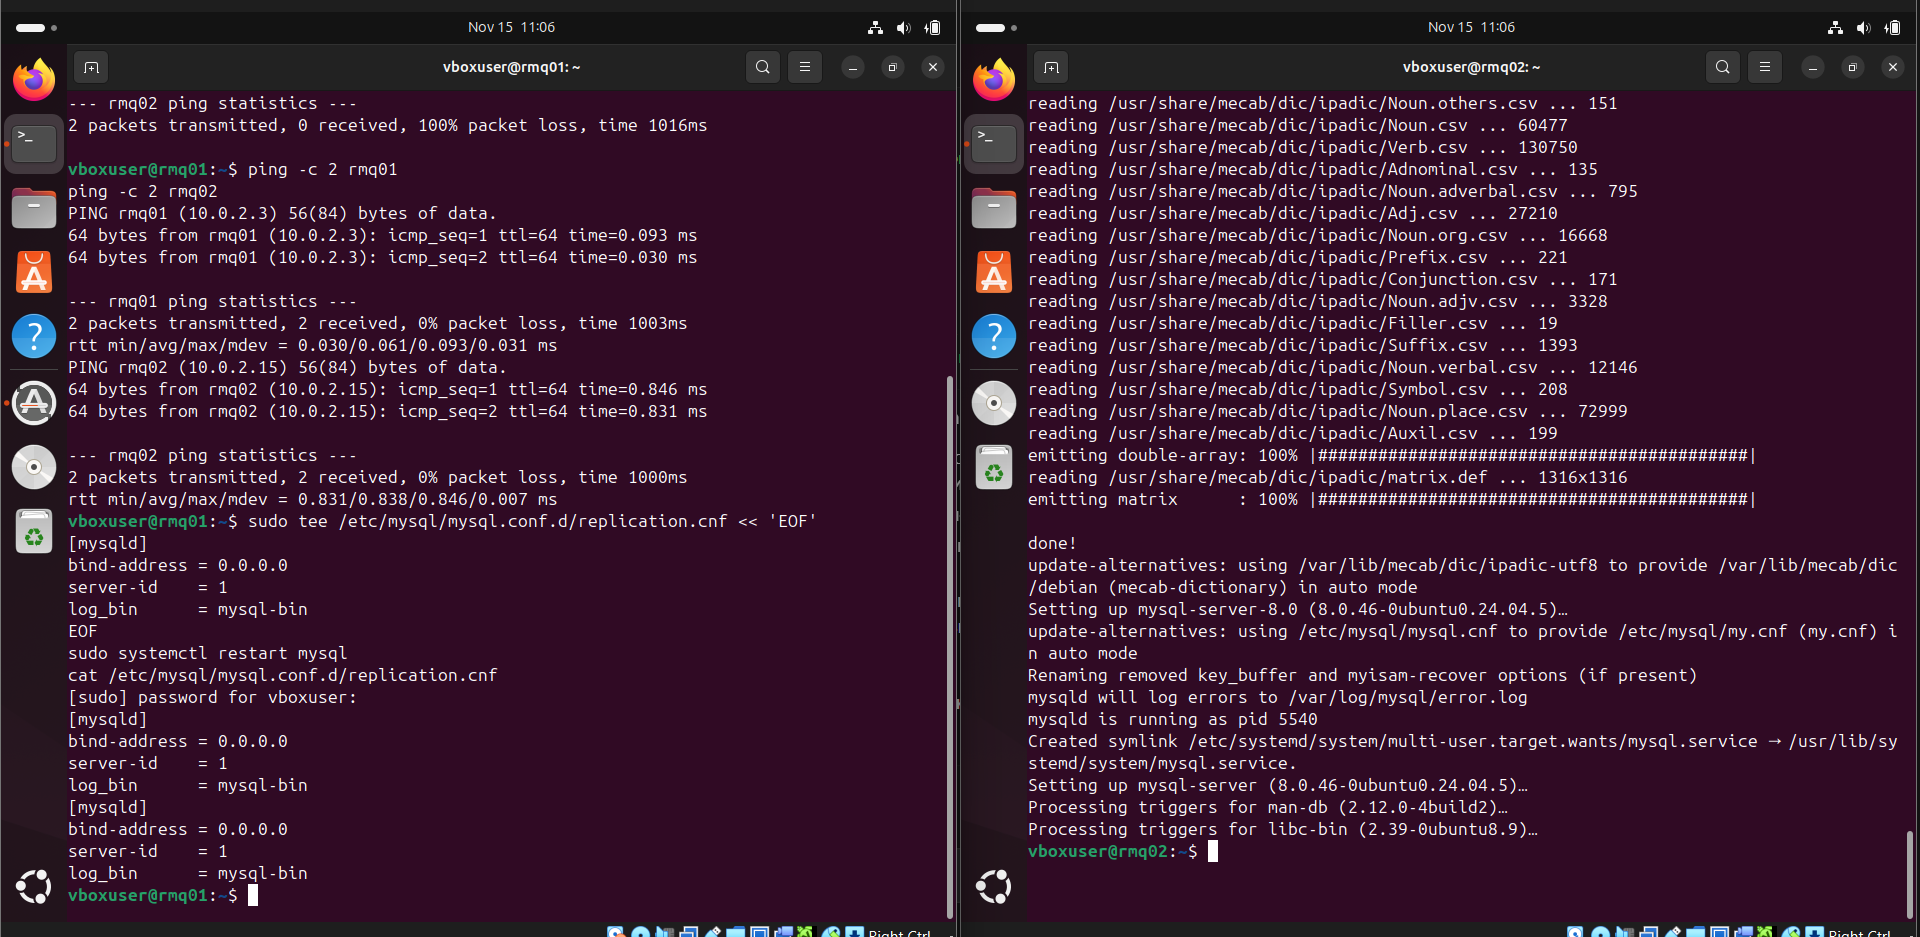 Nov 15 11:06
vboxuser@rmq01: ~
--- rmq02 ping statistics ---
2 packets transmitted, 0 received, 100% packet loss, time 1016ms
vboxuser@rmq01:~$ ping -c 2 rmq01
ping -c 2 rmq02
PING rmq01 (10.0.2.3) 56(84) bytes of data.
64 bytes from rmq01 (10.0.2.3): icmp_seq=1 ttl=64 time=0.093 ms
64 bytes from rmq01 (10.0.2.3): icmp_seq=2 ttl=64 time=0.030 ms
--- rmq01 ping statistics ---
2 packets transmitted, 2 received, 0% packet loss, time 1003ms
rtt min/avg/max/mdev = 0.030/0.061/0.093/0.031 ms
PING rmq02 (10.0.2.15) 56(84) bytes of data.
64 bytes from rmq02 (10.0.2.15): icmp_seq=1 ttl=64 time=0.846 ms
64 bytes from rmq02 (10.0.2.15): icmp_seq=2 ttl=64 time=0.831 ms
--- rmq02 ping statistics ---
2 packets transmitted, 2 received, 0% packet loss, time 1000ms
rtt min/avg/max/mdev = 0.831/0.838/0.846/0.007 ms
vboxuser@rmq01:~$ sudo tee /etc/mysql/mysql.conf.d/replication.cnf << 'EOF'
[mysqld]
bind-address = 0.0.0.0
server-id    = 1
log_bin      = mysql-bin
EOF
sudo systemctl restart mysql
cat /etc/mysql/mysql.conf.d/replication.cnf
[sudo] password for vboxuser:
[mysqld]
bind-address = 0.0.0.0
server-id    = 1
log_bin      = mysql-bin
[mysqld]
bind-address = 0.0.0.0
server-id    = 1
log_bin      = mysql-bin
vboxuser@rmq01:~$
Right Ctrl
Nov 15 11:06
vboxuser@rmq02: ~
reading /usr/share/mecab/dic/ipadic/Noun.others.csv ... 151
reading /usr/share/mecab/dic/ipadic/Noun.csv ... 60477
reading /usr/share/mecab/dic/ipadic/Verb.csv ... 130750
reading /usr/share/mecab/dic/ipadic/Adnominal.csv ... 135
reading /usr/share/mecab/dic/ipadic/Noun.adverbal.csv ... 795
reading /usr/share/mecab/dic/ipadic/Adj.csv ... 27210
reading /usr/share/mecab/dic/ipadic/Noun.org.csv ... 16668
reading /usr/share/mecab/dic/ipadic/Prefix.csv ... 221
reading /usr/share/mecab/dic/ipadic/Conjunction.csv ... 171
reading /usr/share/mecab/dic/ipadic/Noun.adjv.csv ... 3328
reading /usr/share/mecab/dic/ipadic/Filler.csv ... 19
reading /usr/share/mecab/dic/ipadic/Suffix.csv ... 1393
reading /usr/share/mecab/dic/ipadic/Noun.verbal.csv ... 12146
reading /usr/share/mecab/dic/ipadic/Symbol.csv ... 208
reading /usr/share/mecab/dic/ipadic/Noun.place.csv ... 72999
reading /usr/share/mecab/dic/ipadic/Auxil.csv ... 199
emitting double-array: 100% |###########################################|
reading /usr/share/mecab/dic/ipadic/matrix.def ... 1316x1316
emitting matrix      : 100% |###########################################|
done!
update-alternatives: using /var/lib/mecab/dic/ipadic-utf8 to provide /var/lib/mecab/dic
/debian (mecab-dictionary) in auto mode
Setting up mysql-server-8.0 (8.0.46-0ubuntu0.24.04.5)…
update-alternatives: using /etc/mysql/mysql.cnf to provide /etc/mysql/my.cnf (my.cnf) i
n auto mode
Renaming removed key_buffer and myisam-recover options (if present)
mysqld will log errors to /var/log/mysql/error.log
mysqld is running as pid 5540
Created symlink /etc/systemd/system/multi-user.target.wants/mysql.service → /usr/lib/sy
stemd/system/mysql.service.
Setting up mysql-server (8.0.46-0ubuntu0.24.04.5)…
Processing triggers for man-db (2.12.0-4build2)…
Processing triggers for libc-bin (2.39-0ubuntu8.9)…
vboxuser@rmq02:~$
Right Ctrl